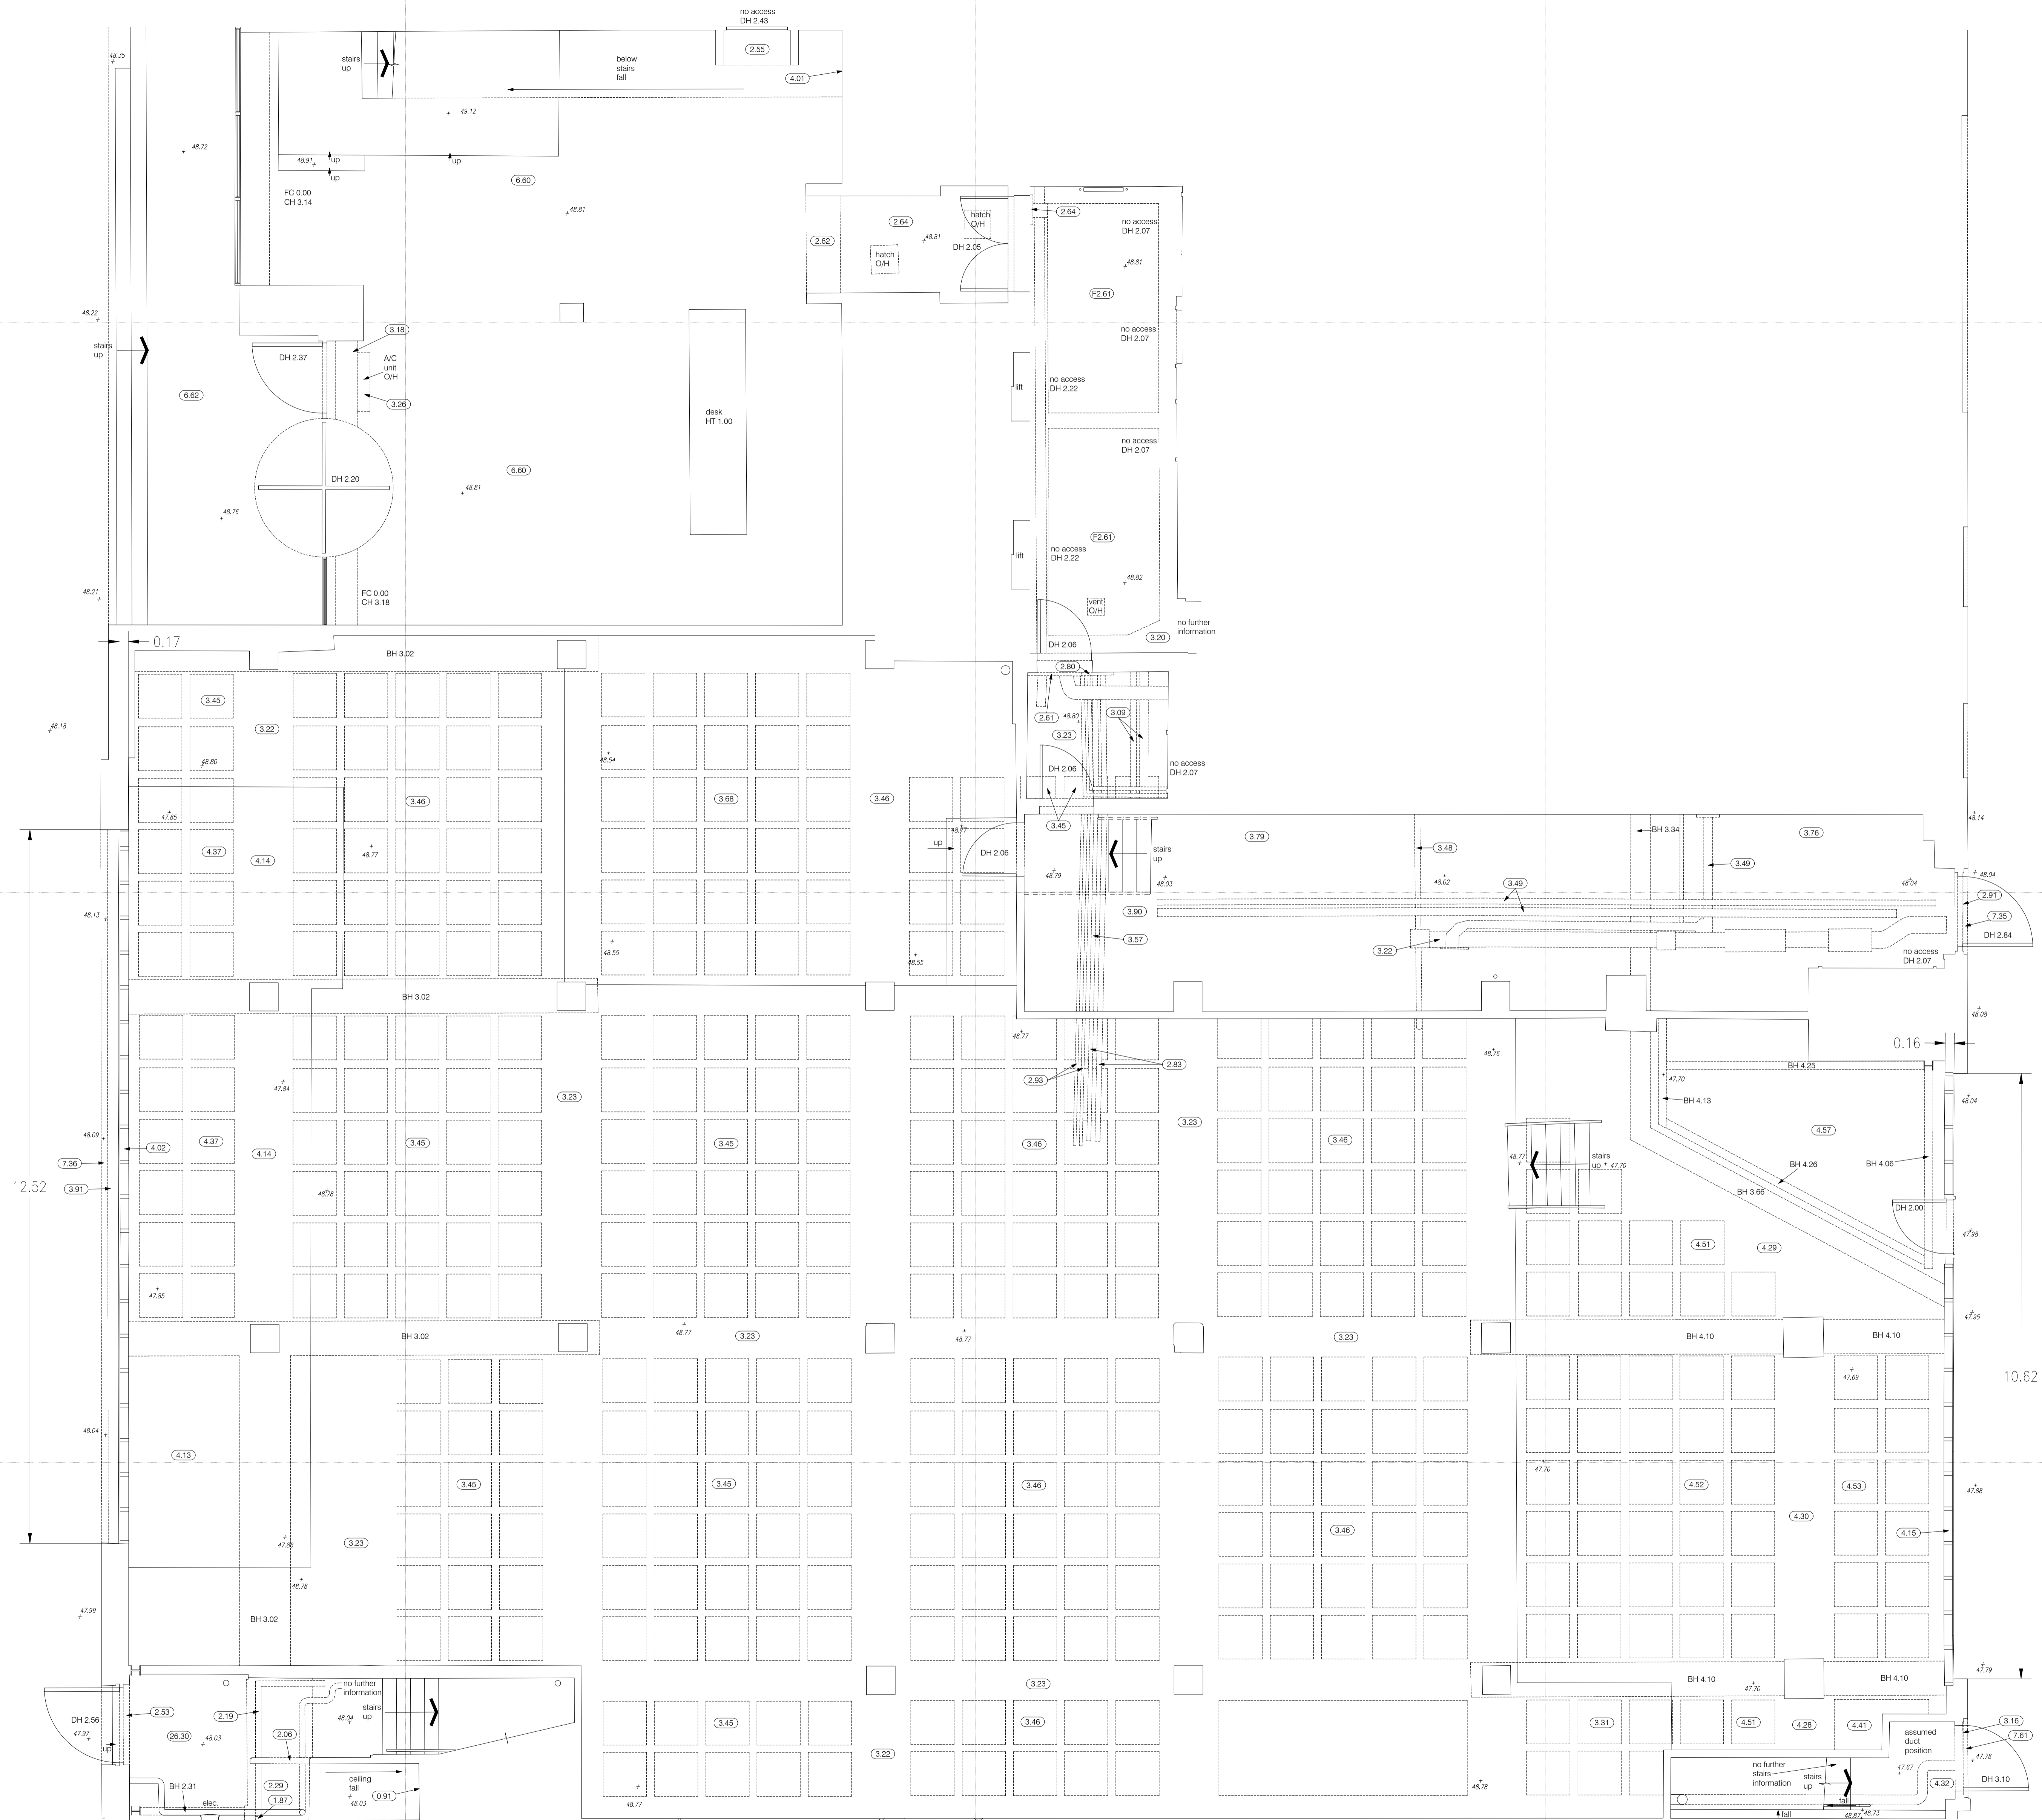 no access
DH 2.43
48.35
stairs
up
below
stairs
fall
2.55
4.01
49.12
48.72
48.91
up
up
up
6.60
FC 0.00
CH 3.14
48.81
2.64
hatch
O/H
2.64
no access
DH 2.07
2.62
48.81
DH 2.05
hatch
O/H
48.81
F2.61
48.22
stairs
up
3.18
DH 2.37
A/C
unit
O/H
no access
DH 2.07
6.62
3.26
lift
no access
DH 2.22
desk
HT 1.00
no access
DH 2.07
6.60
DH 2.20
48.81
48.76
F2.61
lift
no access
DH 2.22
48.82
48.21
FC 0.00
CH 3.18
vent
O/H
no further
information
3.20
0.17
BH 3.02
DH 2.06
2.80
3.45
2.61
48.80
3.09
48.18
3.22
3.23
48.80
48.54
DH 2.06
no access
DH 2.07
3.46
3.68
3.46
47.85
3.45
48.14
48.77
3.79
BH 3.34
3.76
4.37
4.14
48.77
up
DH 2.06
stairs
up
3.48
3.49
48.79
48.03
48.02
3.49
48.04
48.04
2.91
48.13
3.90
7.35
48.55
48.55
3.57
3.22
DH 2.84
no access
DH 2.07
BH 3.02
48.77
48.08
48.76
0.16
2.93
2.83
BH 4.25
47.84
3.23
47.70
48.04
BH 4.13
48.09
4.37
3.23
4.57
4.02
4.14
3.45
3.45
3.46
3.46
7.36
48.77
stairs
up
47.70
BH 4.26
BH 4.06
12.52
3.91
48.78
BH 3.66
DH 2.00
47.98
4.51
4.29
47.85
48.77
48.77
47.95
BH 3.02
3.23
3.23
BH 4.10
BH 4.10
47.69
10.62
48.04
4.13
47.70
3.45
3.45
3.46
4.52
4.53
47.88
3.46
4.30
4.15
47.86
3.23
48.78
47.99
BH 3.02
47.79
3.23
BH 4.10
BH 4.10
no further
information
47.70
2.53
2.19
48.04
stairs
up
DH 2.56
3.45
3.46
3.31
4.51
4.28
4.41
3.16
47.97
26.30
48.03
2.06
assumed
duct
position
7.61
up
3.22
47.78
BH 2.31
2.29
ceiling
fall
no further
stairs
information
stairs
up
47.67
4.32
DH 3.10
elec.
1.87
48.03
0.91
48.77
48.78
fall
fall
48.87
48.73